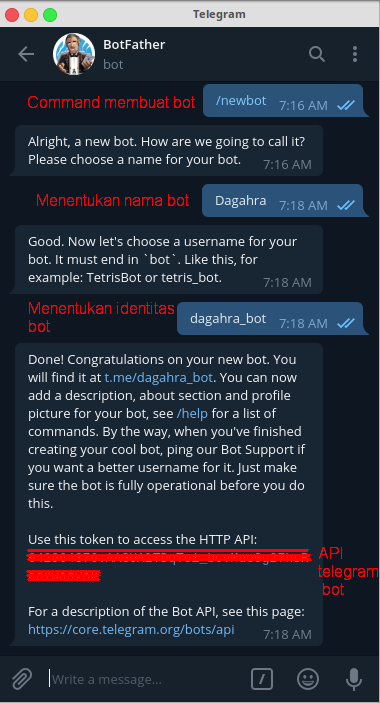 Telegram
BotFather
bot
Command membuat bot
/newbot
7:16 AM
Alright, a new bot. How are we going to call it?
Please choose a name for your bot.
7:16 AM
Menentukan nama bot
Dagahra
7:18 AM
Good. Now let's choose a username for your
bot. It must end in `bot`. Like this, for
example: TetrisBot or tetris_bot.
7:18 AM
Menentukan identitas
bot
dagahra_bot
7:18 AM
Done! Congratulations on your new bot. You
will find it at t.me/dagahra_bot. You can now
add a description, about section and profile
picture for your bot, see /help for a list of
commands. By the way, when you've finished
creating your cool bot, ping our Bot Support if
you want a better username for it. Just make
sure the bot is fully operational before you do
this.
Use this token to access the HTTP API:
API
telegram
bot
For a description of the Bot API, see this page:
https://core.telegram.org/bots/api
7:18 AM
Write a message...